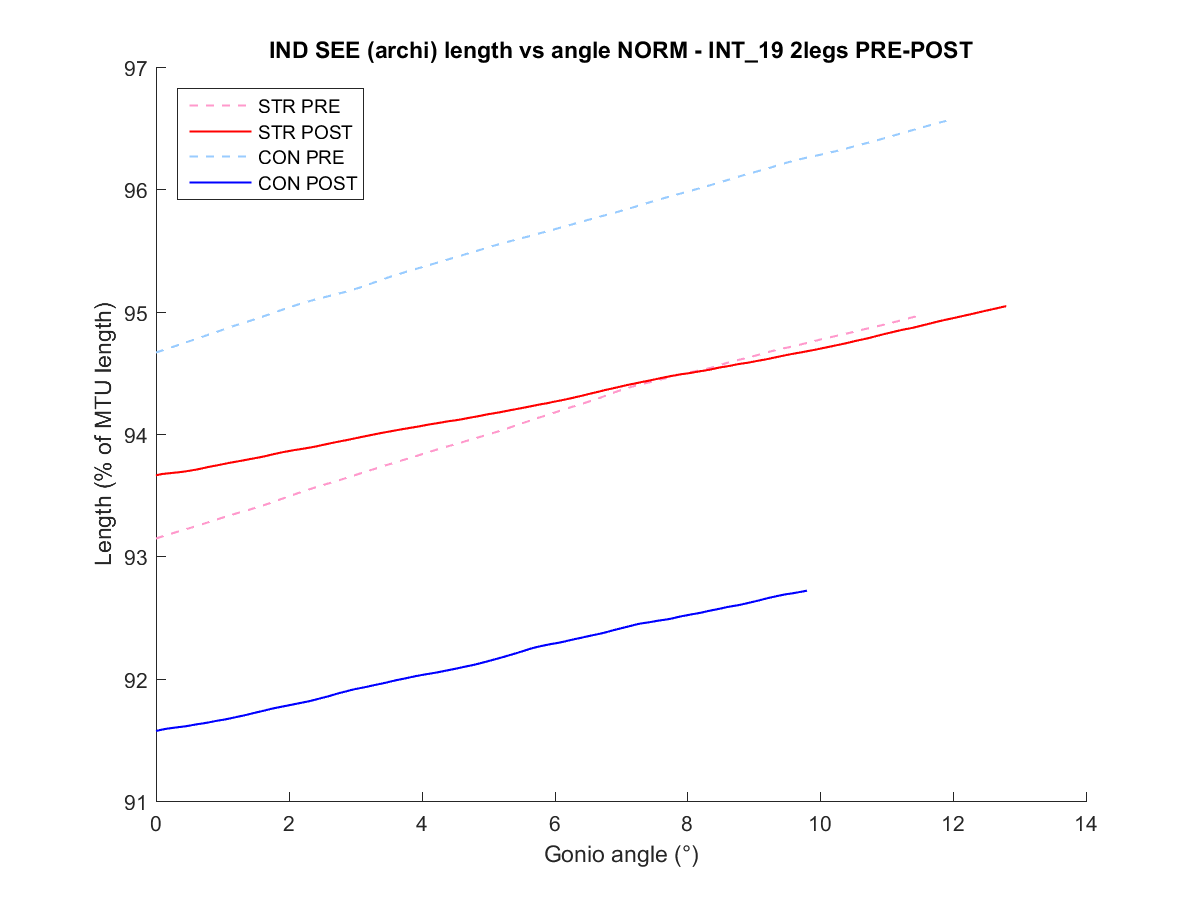 IND SEE (archi) length vs angle NORM - INT_19 2legs PRE-POST
97
96
95
94
93
92
91
Length (% of MTU length)
STR PRE
STR POST
CON PRE
CON POST
0 2 4 6 8 10 12 14
Gonio angle (°)